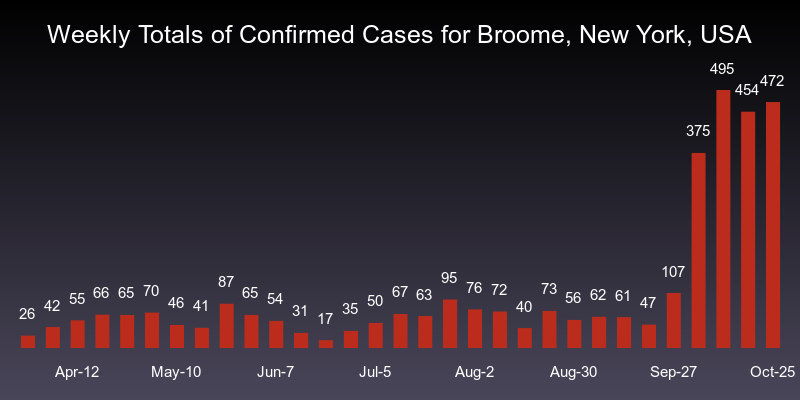 Weekly Totals of Confirmed Cases for Broome, New York, USA
26 42 55 66 65 70 46 41 87 65 54 31 17 35 50 67 63 95 76 72 40 73 56 62 61 47 107 375 495 454 472
Apr-12 May-10 Jun-7 Jul-5 Aug-2 Aug-30 Sep-27 Oct-25